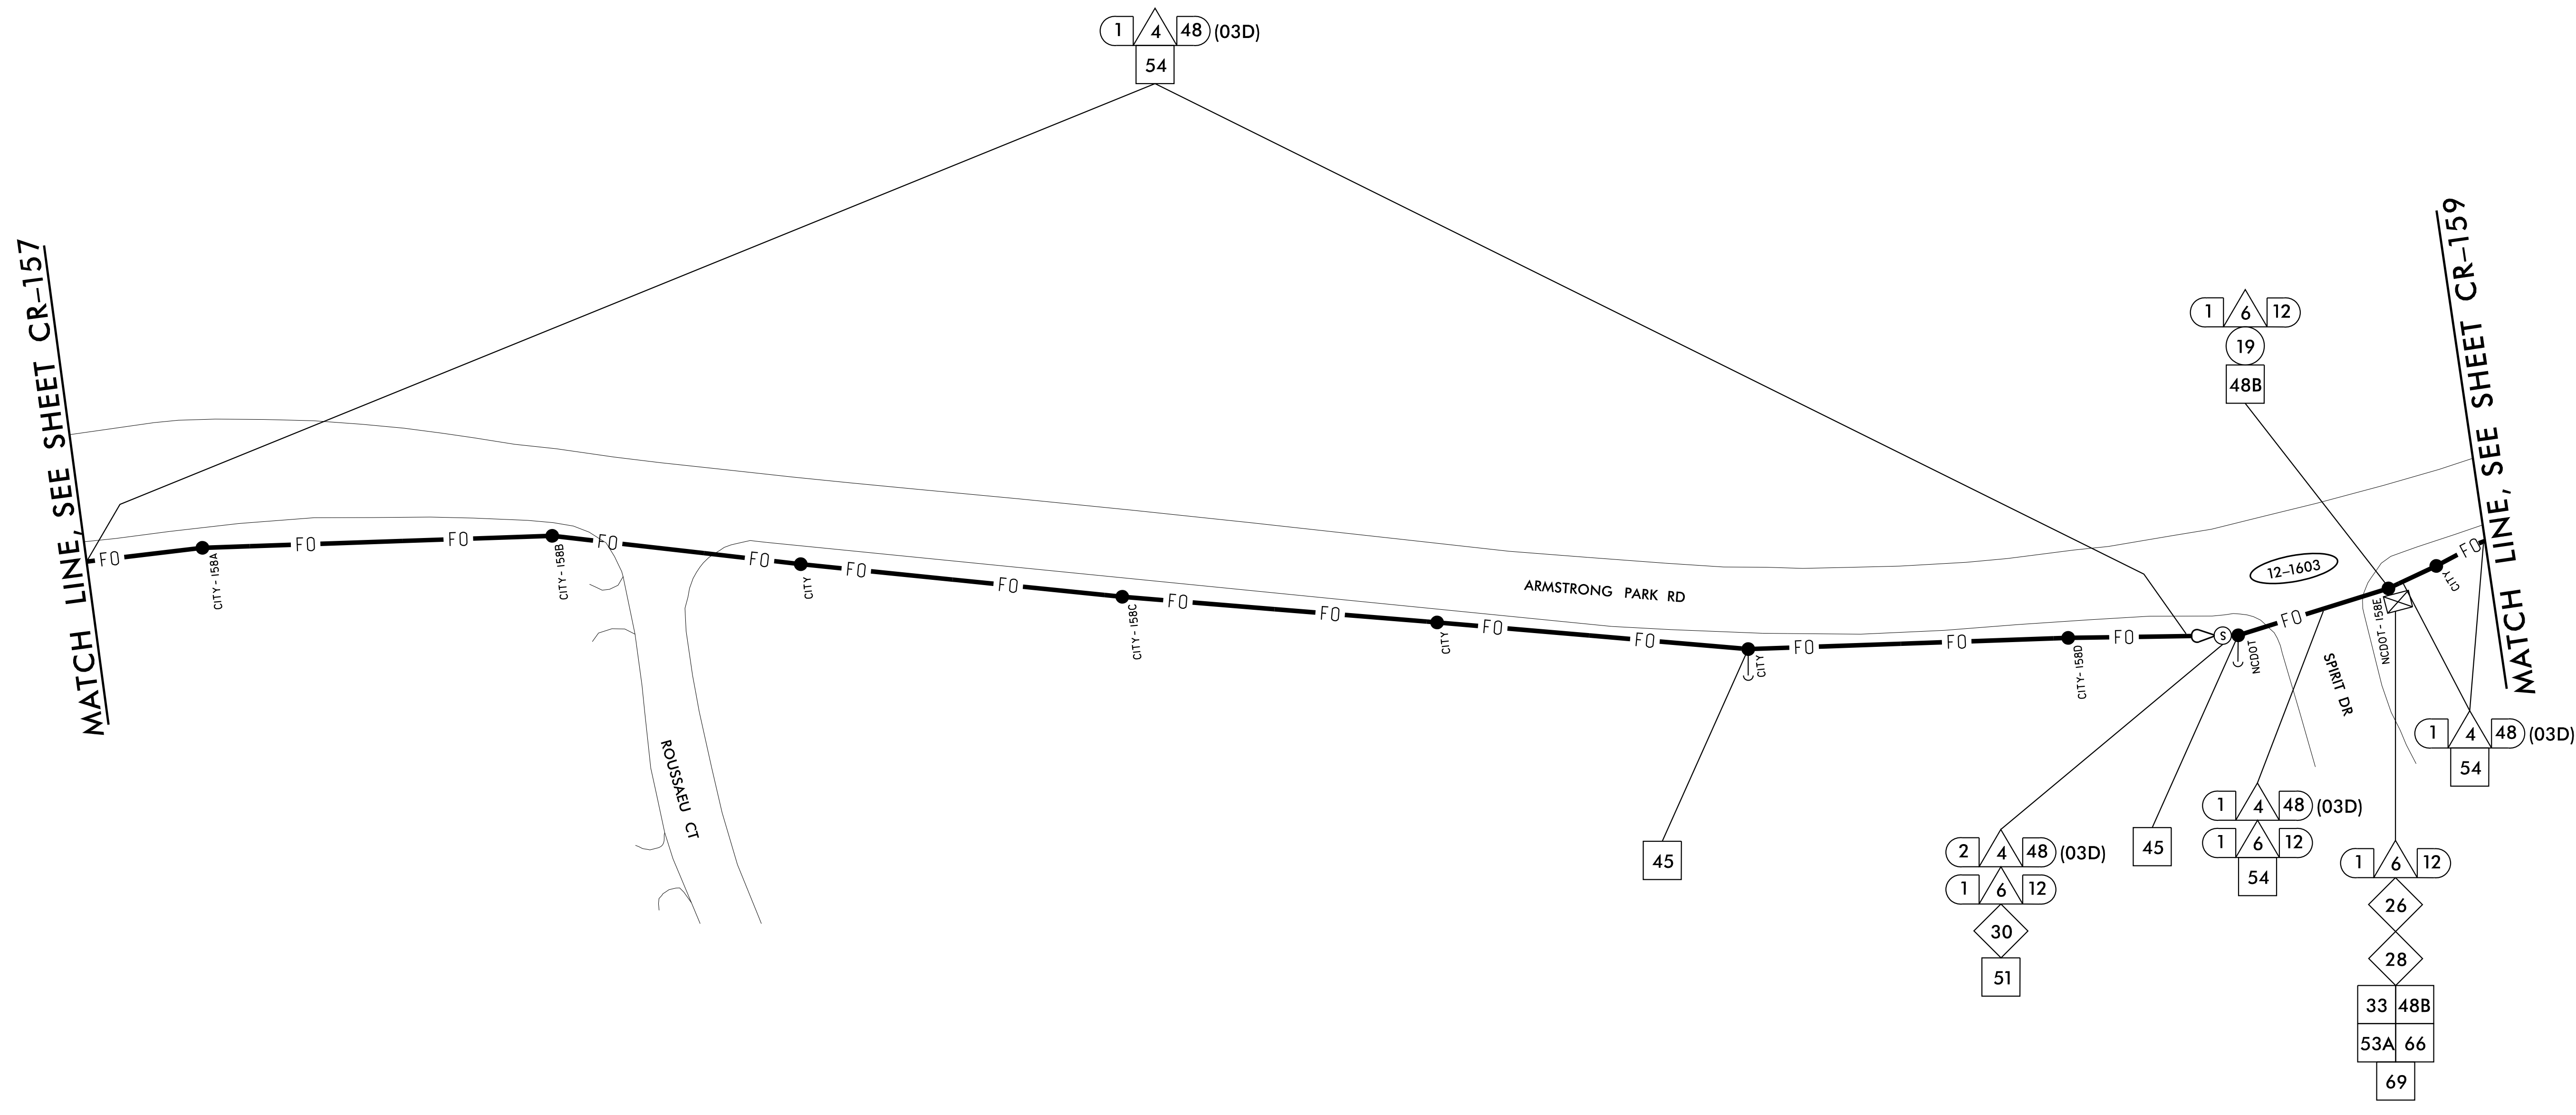 1 4 48 (03D)
54
MATCH LINE, SEE SHEET CR-157
MATCH LINE, SEE SHEET CR-159
1 6 12
19
48B
FO CITY - 158A FO FO CITY - 158B FO FO CITY FO FO CITY - 158C FO FO CITY FO FO CITY FO FO CITY - 158D FO S NCDOT FO NCDOT - 158E CITY FO
ARMSTRONG PARK RD
12-1603
SPIRIT DR
ROUSSAEU CT
45
2 4 48 (03D)
1 6 12
30
51
45
1 4 48 (03D)
1 6 12
54
1 4 48 (03D)
54
1 6 12
26
28
33 48B
53A 66
69